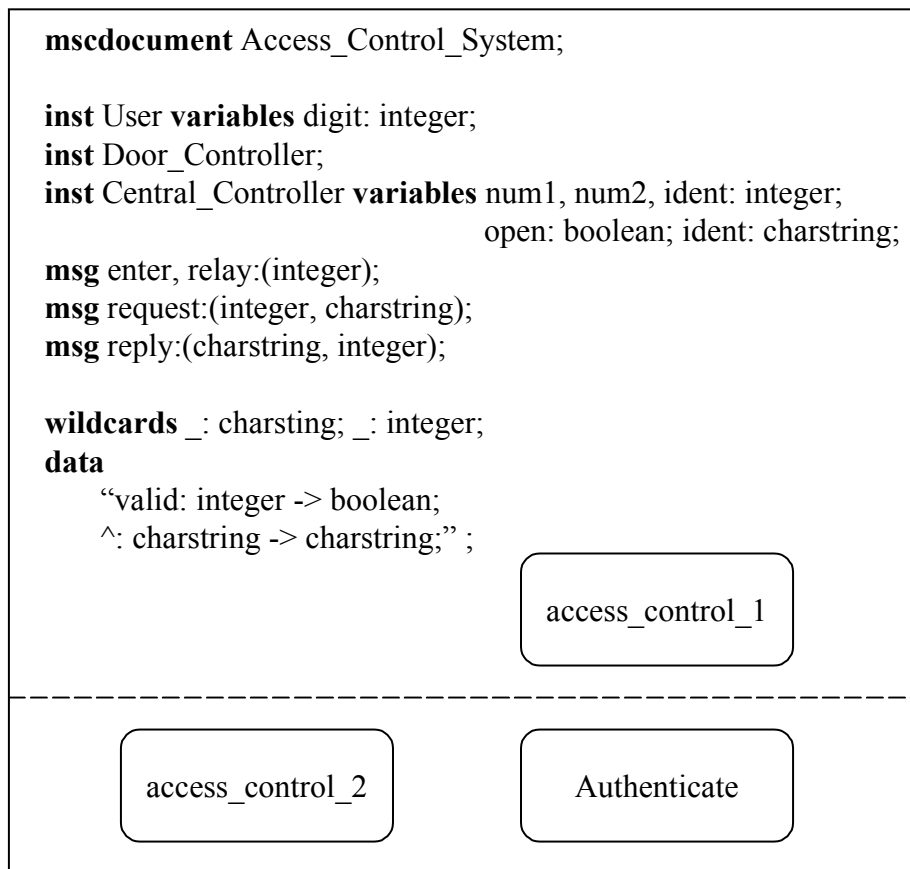 mscdocument Access_Control_System;
inst User variables digit: integer;
inst Door_Controller;
inst Central_Controller variables num1, num2, ident: integer;
open: boolean; ident: charstring;
msg enter, relay:(integer);
msg request:(integer, charstring);
msg reply:(charstring, integer);
wildcards _: charsting; _: integer;
data
“valid: integer -> boolean;
^: charstring -> charstring;” ;
access_control_1
access_control_2
Authenticate